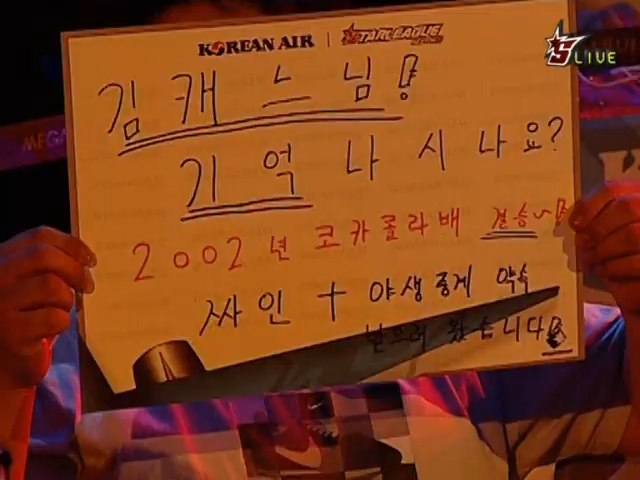 KOREAN AIR | STARLEAGUE
LIVE
김캐느님!
기억나시나요?
2002년 코카콜라배 결승~!
싸인 + 야생중계 약속
받으러 왔습니다!